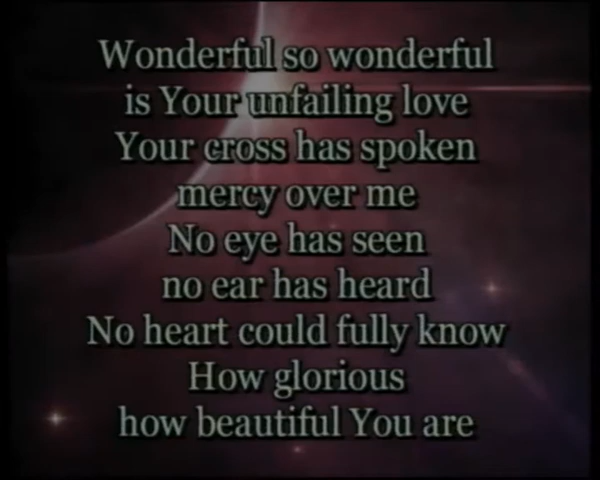 Wonderful so wonderful
is Your unfailing love
Your cross has spoken
mercy over me
No eye has seen
no ear has heard
No heart could fully know
How glorious
how beautiful You are